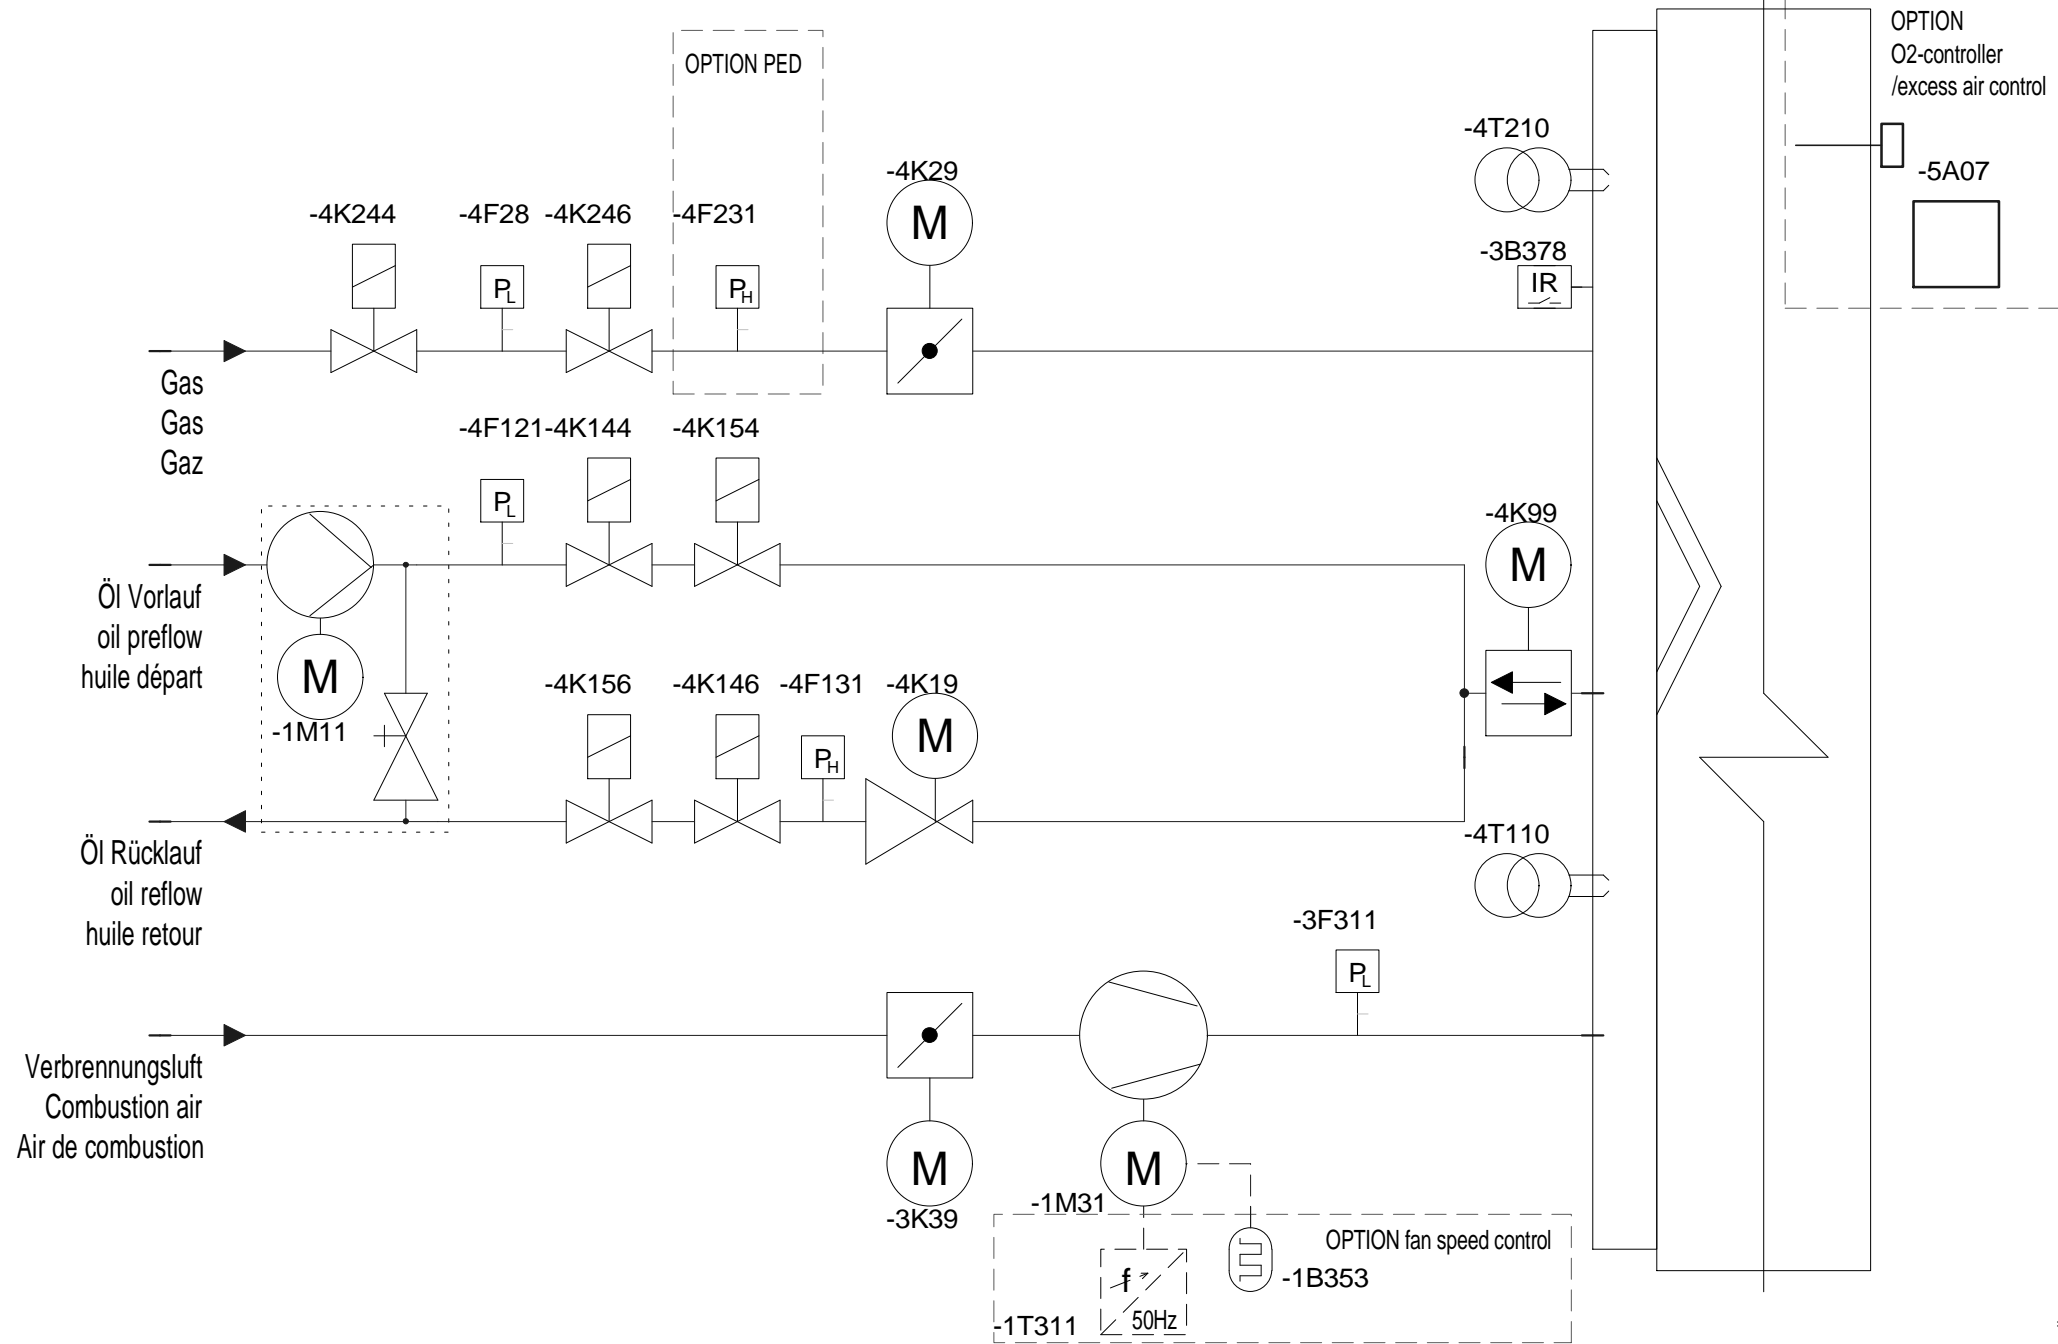 OPTION
O2-controller
/excess air control
OPTION PED
-4T210
-4K29
-5A07
-4K244
-4F28
-4K246
-4F231
M
-3B378
PL
PH
IR
Gas
Gas
Gaz
-4F121
-4K144
-4K154
PL
-4K99
M
Öl Vorlauf
oil preflow
huile départ
M
-1M11
-4K156
-4K146
-4F131
-4K19
M
PH
Öl Rücklauf
oil reflow
huile retour
-4T110
-3F311
PL
Verbrennungsluft
Combustion air
Air de combustion
M
-3K39
M
-1M31
OPTION fan speed control
-1B353
f
50Hz
-1T311